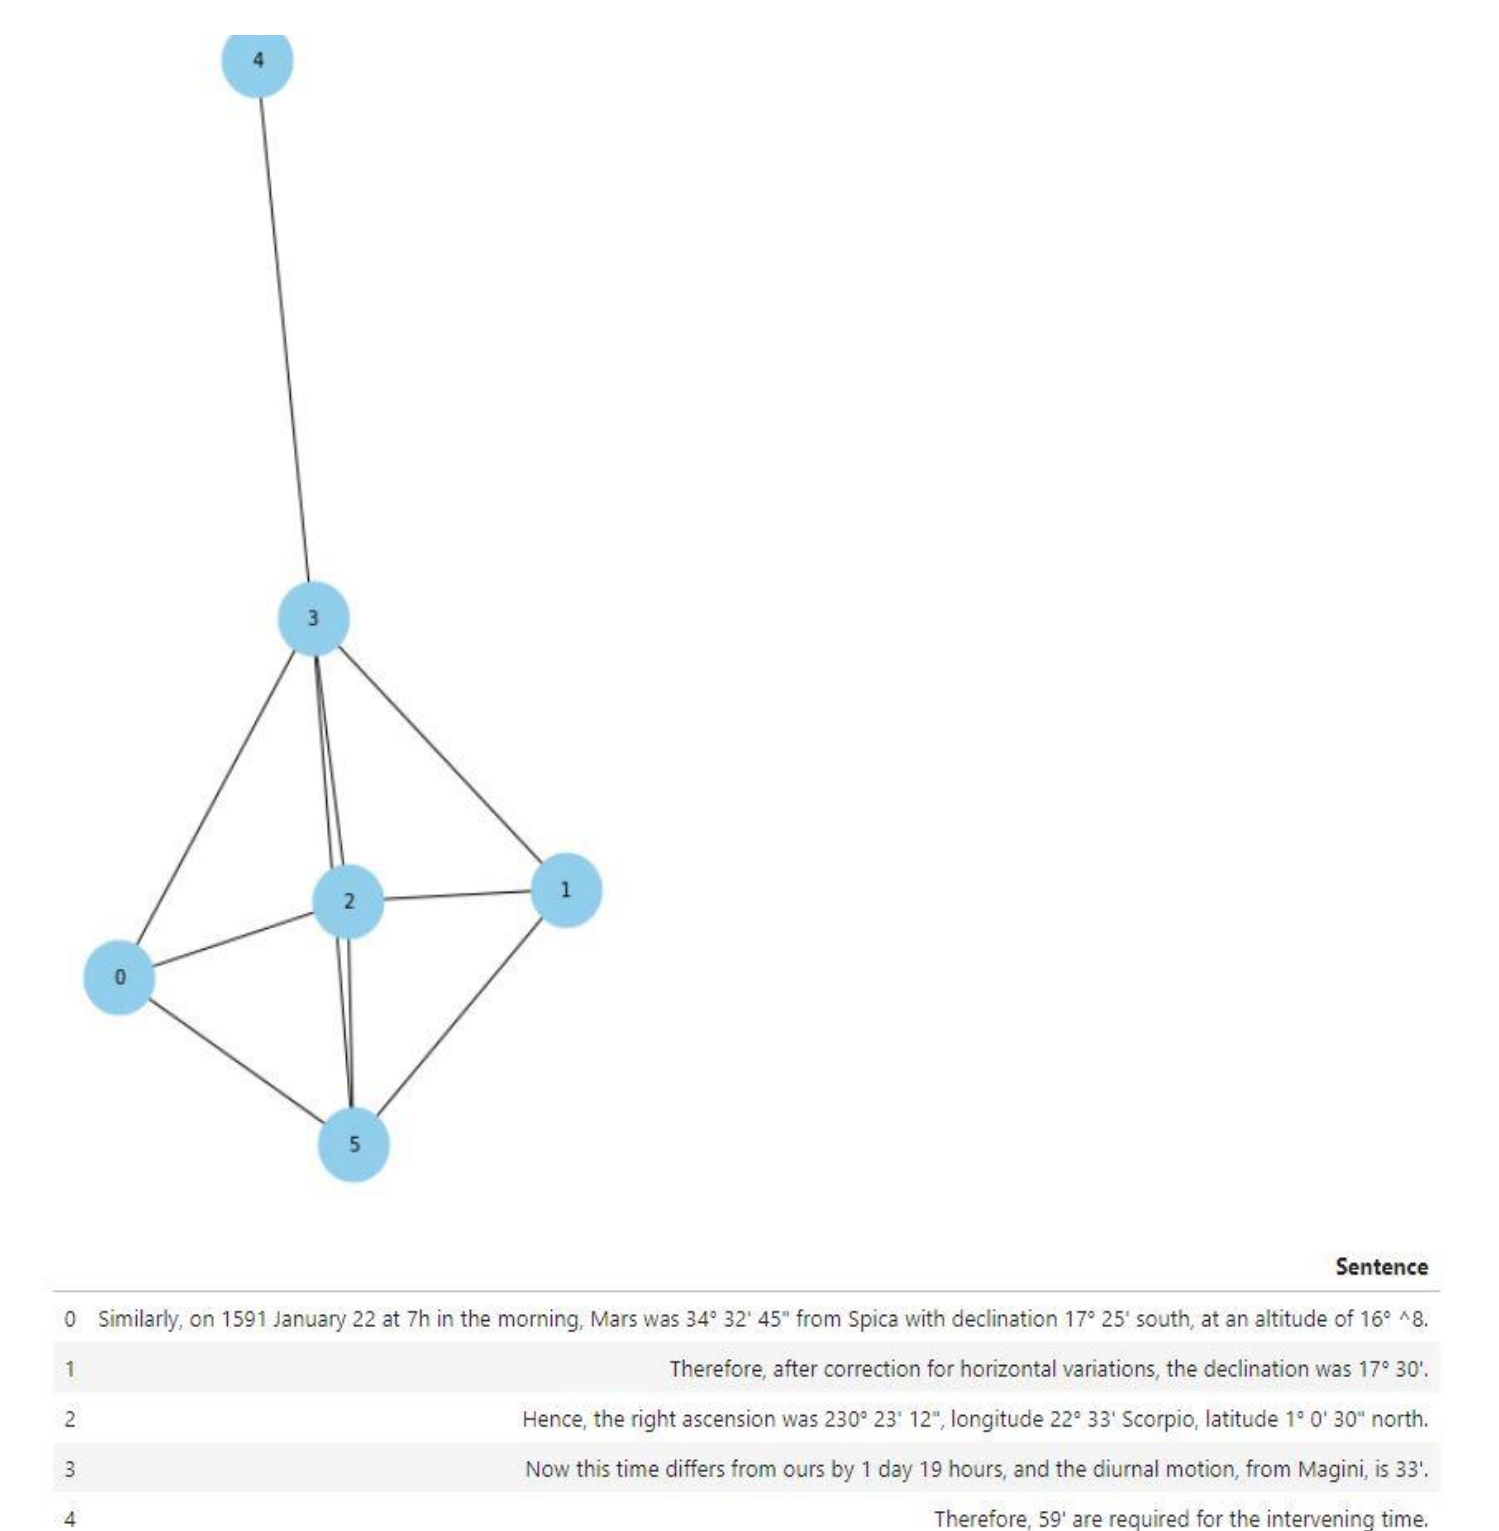 4
3
2
1
0
5
Sentence
0 Similarly, on 1591 January 22 at 7h in the morning, Mars was 34° 32' 45" from Spica with declination 17° 25' south, at an altitude of 16° ^8.
1 Therefore, after correction for horizontal variations, the declination was 17° 30'.
2 Hence, the right ascension was 230° 23' 12", longitude 22° 33' Scorpio, latitude 1° 0' 30" north.
3 Now this time differs from ours by 1 day 19 hours, and the diurnal motion, from Magini, is 33'.
4 Therefore, 59' are required for the intervening time.